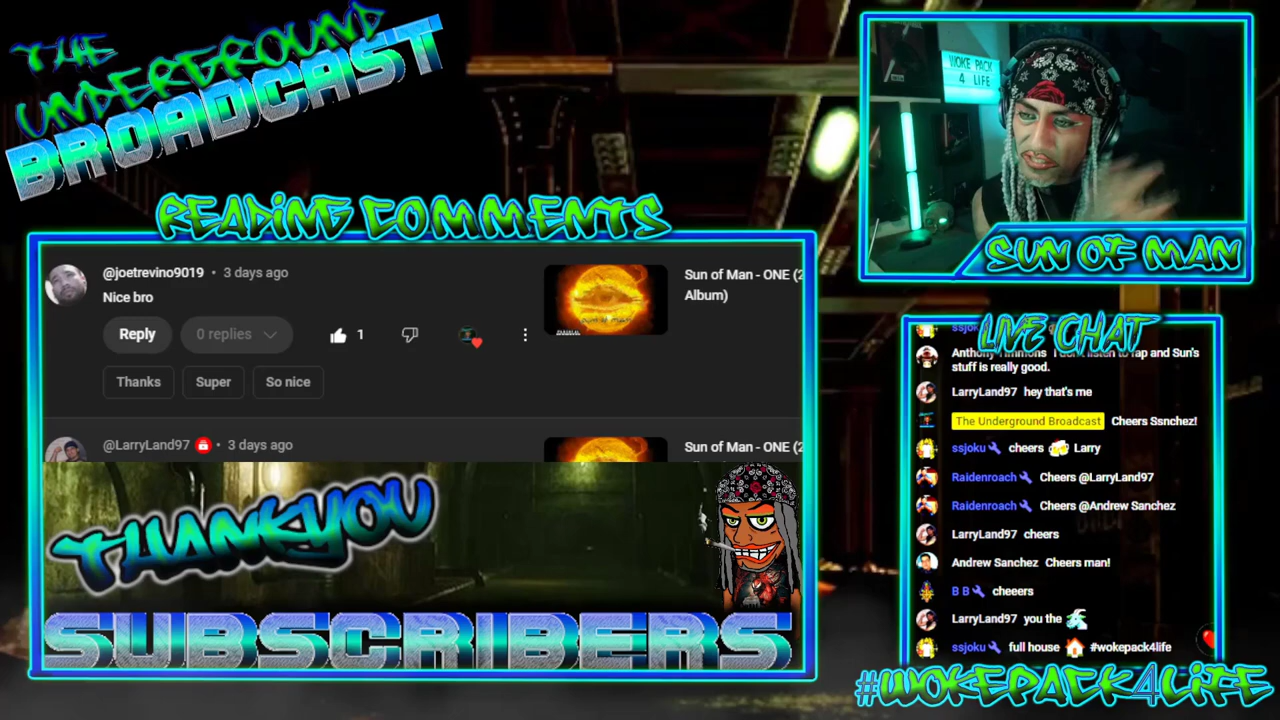 THE
UNDERGROUND
BROADCAST
READING COMMENTS
@joetrevino9019 • 3 days ago
Nice bro
Reply
0 replies
1
Thanks
Super
So nice
Sun of Man - ONE (2
Album)
@LarryLand97 • 3 days ago
Sun of Man - ONE (2
THANKYOU
SUBSCRIBERS
WOKE PACK
4 LIFE
SUN OF MAN
LIVE CHAT
ssjoku
Anthony Timmons I don't listen to rap and Sun's
stuff is really good.
LarryLand97 hey that's me
The Underground Broadcast Cheers Ssnchez!
ssjoku cheers 🍻 Larry
Raidenroach Cheers @LarryLand97
Raidenroach Cheers @Andrew Sanchez
LarryLand97 cheers
Andrew Sanchez Cheers man!
B B cheeers
LarryLand97 you the 🐐
ssjoku full house 🏠 #wokepack4life
#WOKEPACK4LIFE